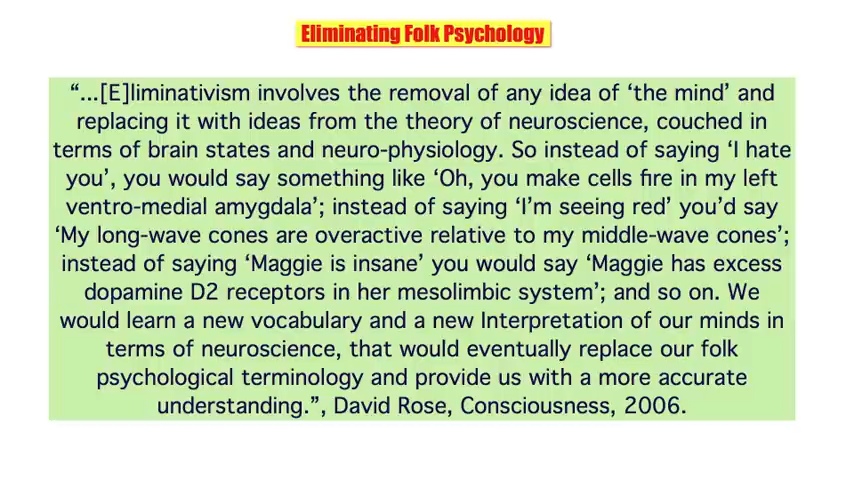 Eliminating Folk Psychology
“...[E]liminativism involves the removal of any idea of ‘the mind’ and
replacing it with ideas from the theory of neuroscience, couched in
terms of brain states and neuro-physiology. So instead of saying ‘I hate
you’, you would say something like ‘Oh, you make cells fire in my left
ventro-medial amygdala’; instead of saying ‘I’m seeing red’ you’d say
‘My long-wave cones are overactive relative to my middle-wave cones’;
instead of saying ‘Maggie is insane’ you would say ‘Maggie has excess
dopamine D2 receptors in her mesolimbic system’; and so on. We
would learn a new vocabulary and a new Interpretation of our minds in
terms of neuroscience, that would eventually replace our folk
psychological terminology and provide us with a more accurate
understanding.”, David Rose, Consciousness, 2006.